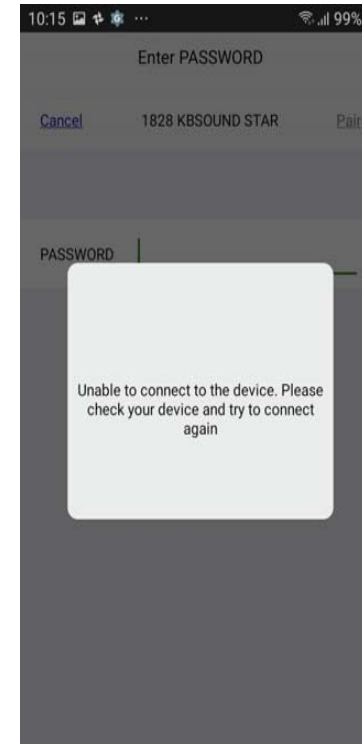 10:15 ... 99%
Enter PASSWORD
Cancel 1828 KBSOUND STAR Pair
PASSWORD
Unable to connect to the device. Please
check your device and try to connect
again